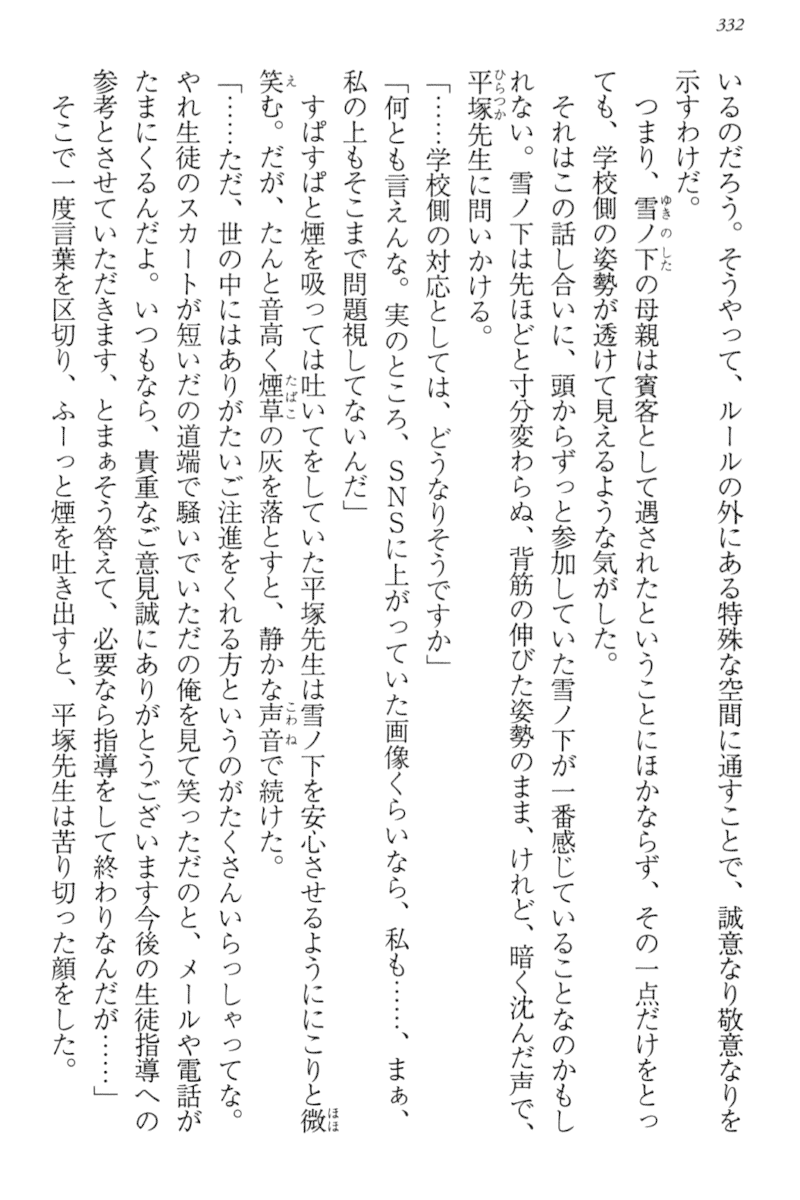 332
いるのだろう。そうやって、ルールの外にある特殊な空間に通すことで、誠意なり敬意なりを
示すわけだ。
　つまり、雪ノ下の母親は賓客として遇されたということにほかならず、その一点だけをとっ
ても、学校側の姿勢が透けて見えるような気がした。
　それはこの話し合いに、頭からずっと参加していた雪ノ下が一番感じていることなのかもし
れない。雪ノ下は先ほどと寸分変わらぬ、背筋の伸びた姿勢のまま、けれど、暗く沈んだ声で、
平塚先生に問いかける。
「……学校側の対応としては、どうなりそうですか」
「何とも言えんな。実のところ、SNSに上がっていた画像くらいなら、私も……、まぁ、
私の上もそこまで問題視してないんだ」
　すぱすぱと煙を吸っては吐いてをしていた平塚先生は雪ノ下を安心させるようににこりと微
笑む。だが、たんと音高く煙草の灰を落とすと、静かな声音で続けた。
「……ただ、世の中にはありがたいご注進をくれる方というのがたくさんいらっしゃってな。
やれ生徒のスカートが短いだの道端で騒いでいただの俺を見て笑っただのと、メールや電話が
たまにくるんだよ。いつもなら、貴重なご意見誠にありがとうございます今後の生徒指導への
参考とさせていただきます、とまぁそう答えて、必要なら指導をして終わりなんだが……」
　そこで一度言葉を区切り、ふーっと煙を吐き出すと、平塚先生は苦り切った顔をした。